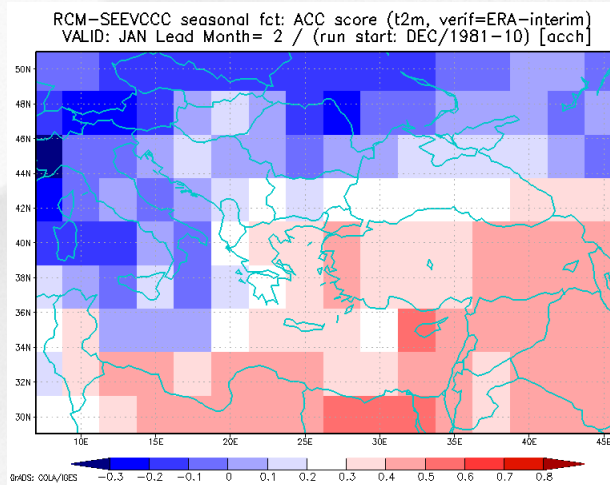 RCM-SEEVCCC seasonal fct: ACC score (t2m, verif=ERA-interim)
VALID: JAN Lead Month= 2 / (run start: DEC/1981-10) [acch]
50N
48N
46N
44N
42N
40N
38N
36N
34N
32N
30N
10E 15E 20E 25E 30E 35E 40E 45E
-0.3 -0.2 -0.1 0 0.1 0.2 0.3 0.4 0.5 0.6 0.7 0.8
GrADS: COLA/IGES